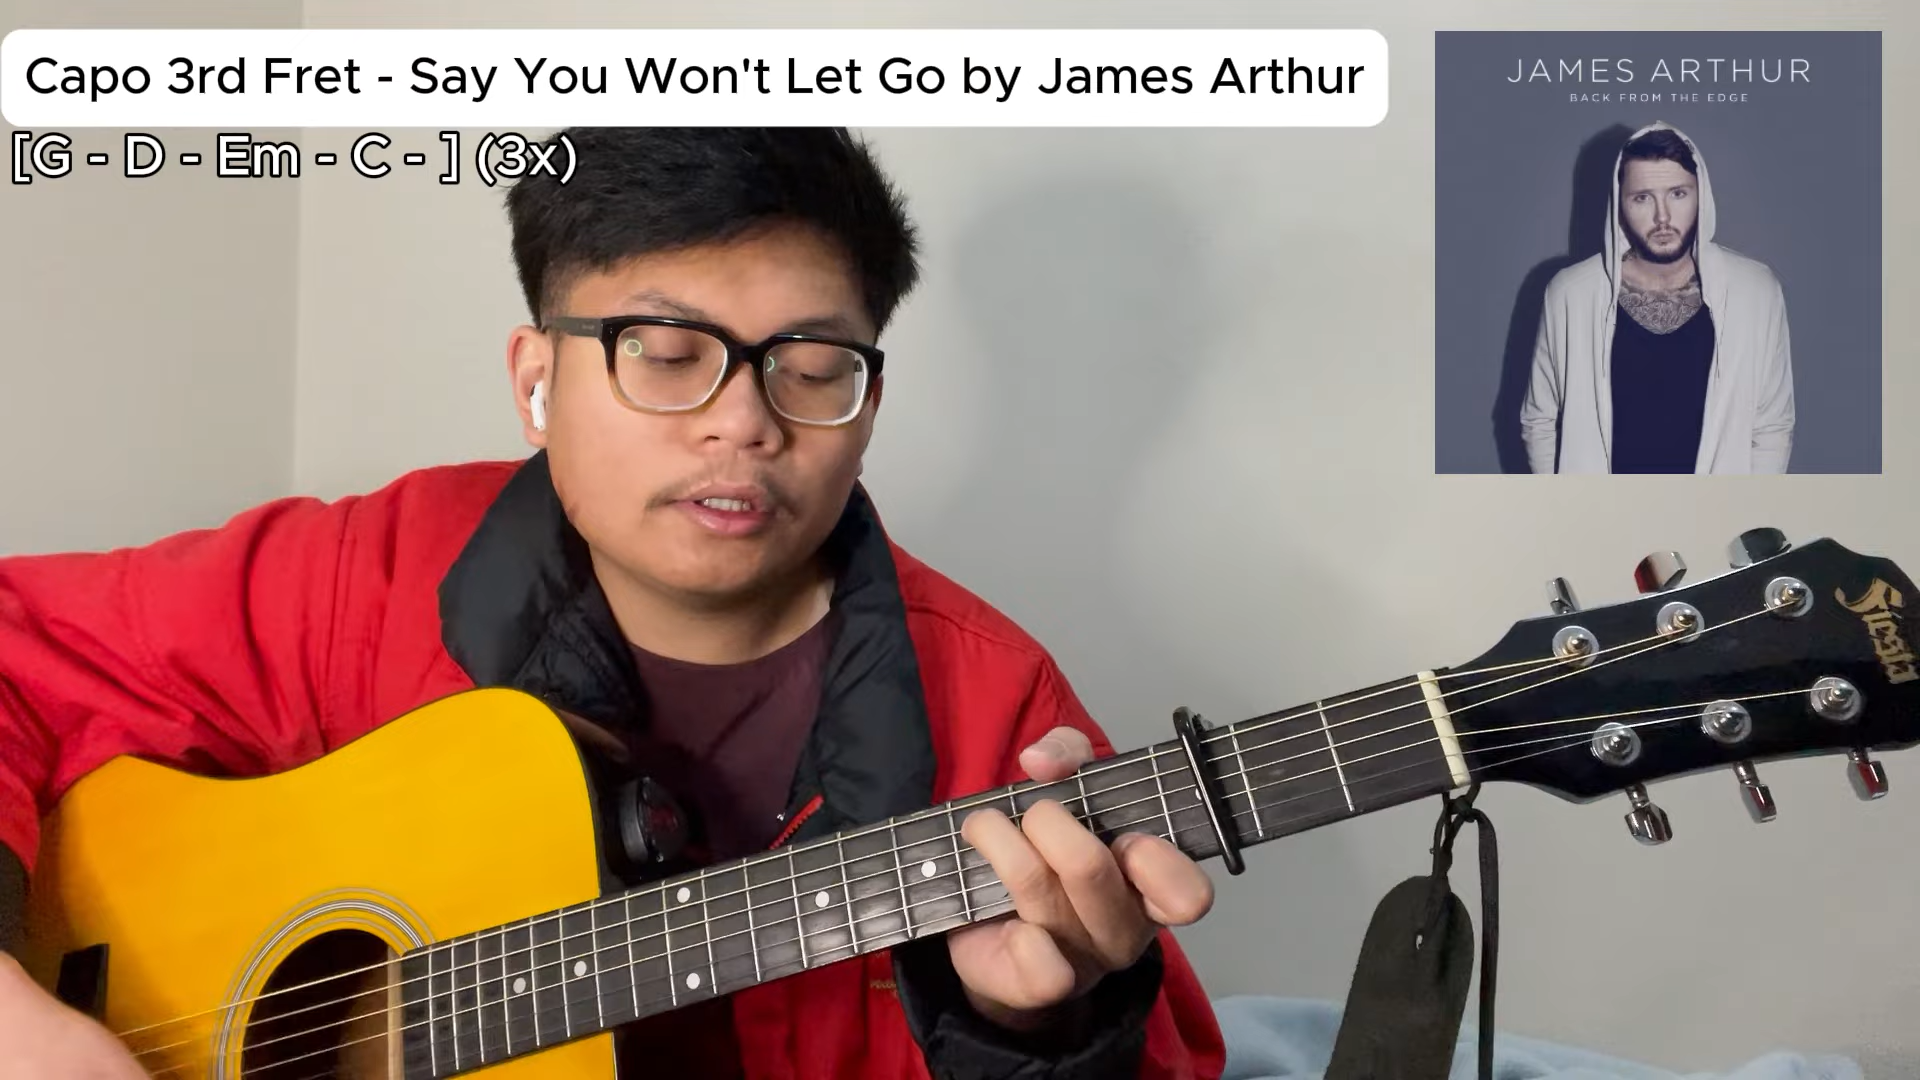 Capo 3rd Fret - Say You Won't Let Go by James Arthur
[G - D - Em - C - ] (3x)
JAMES ARTHUR
BACK FROM THE EDGE
Siesta